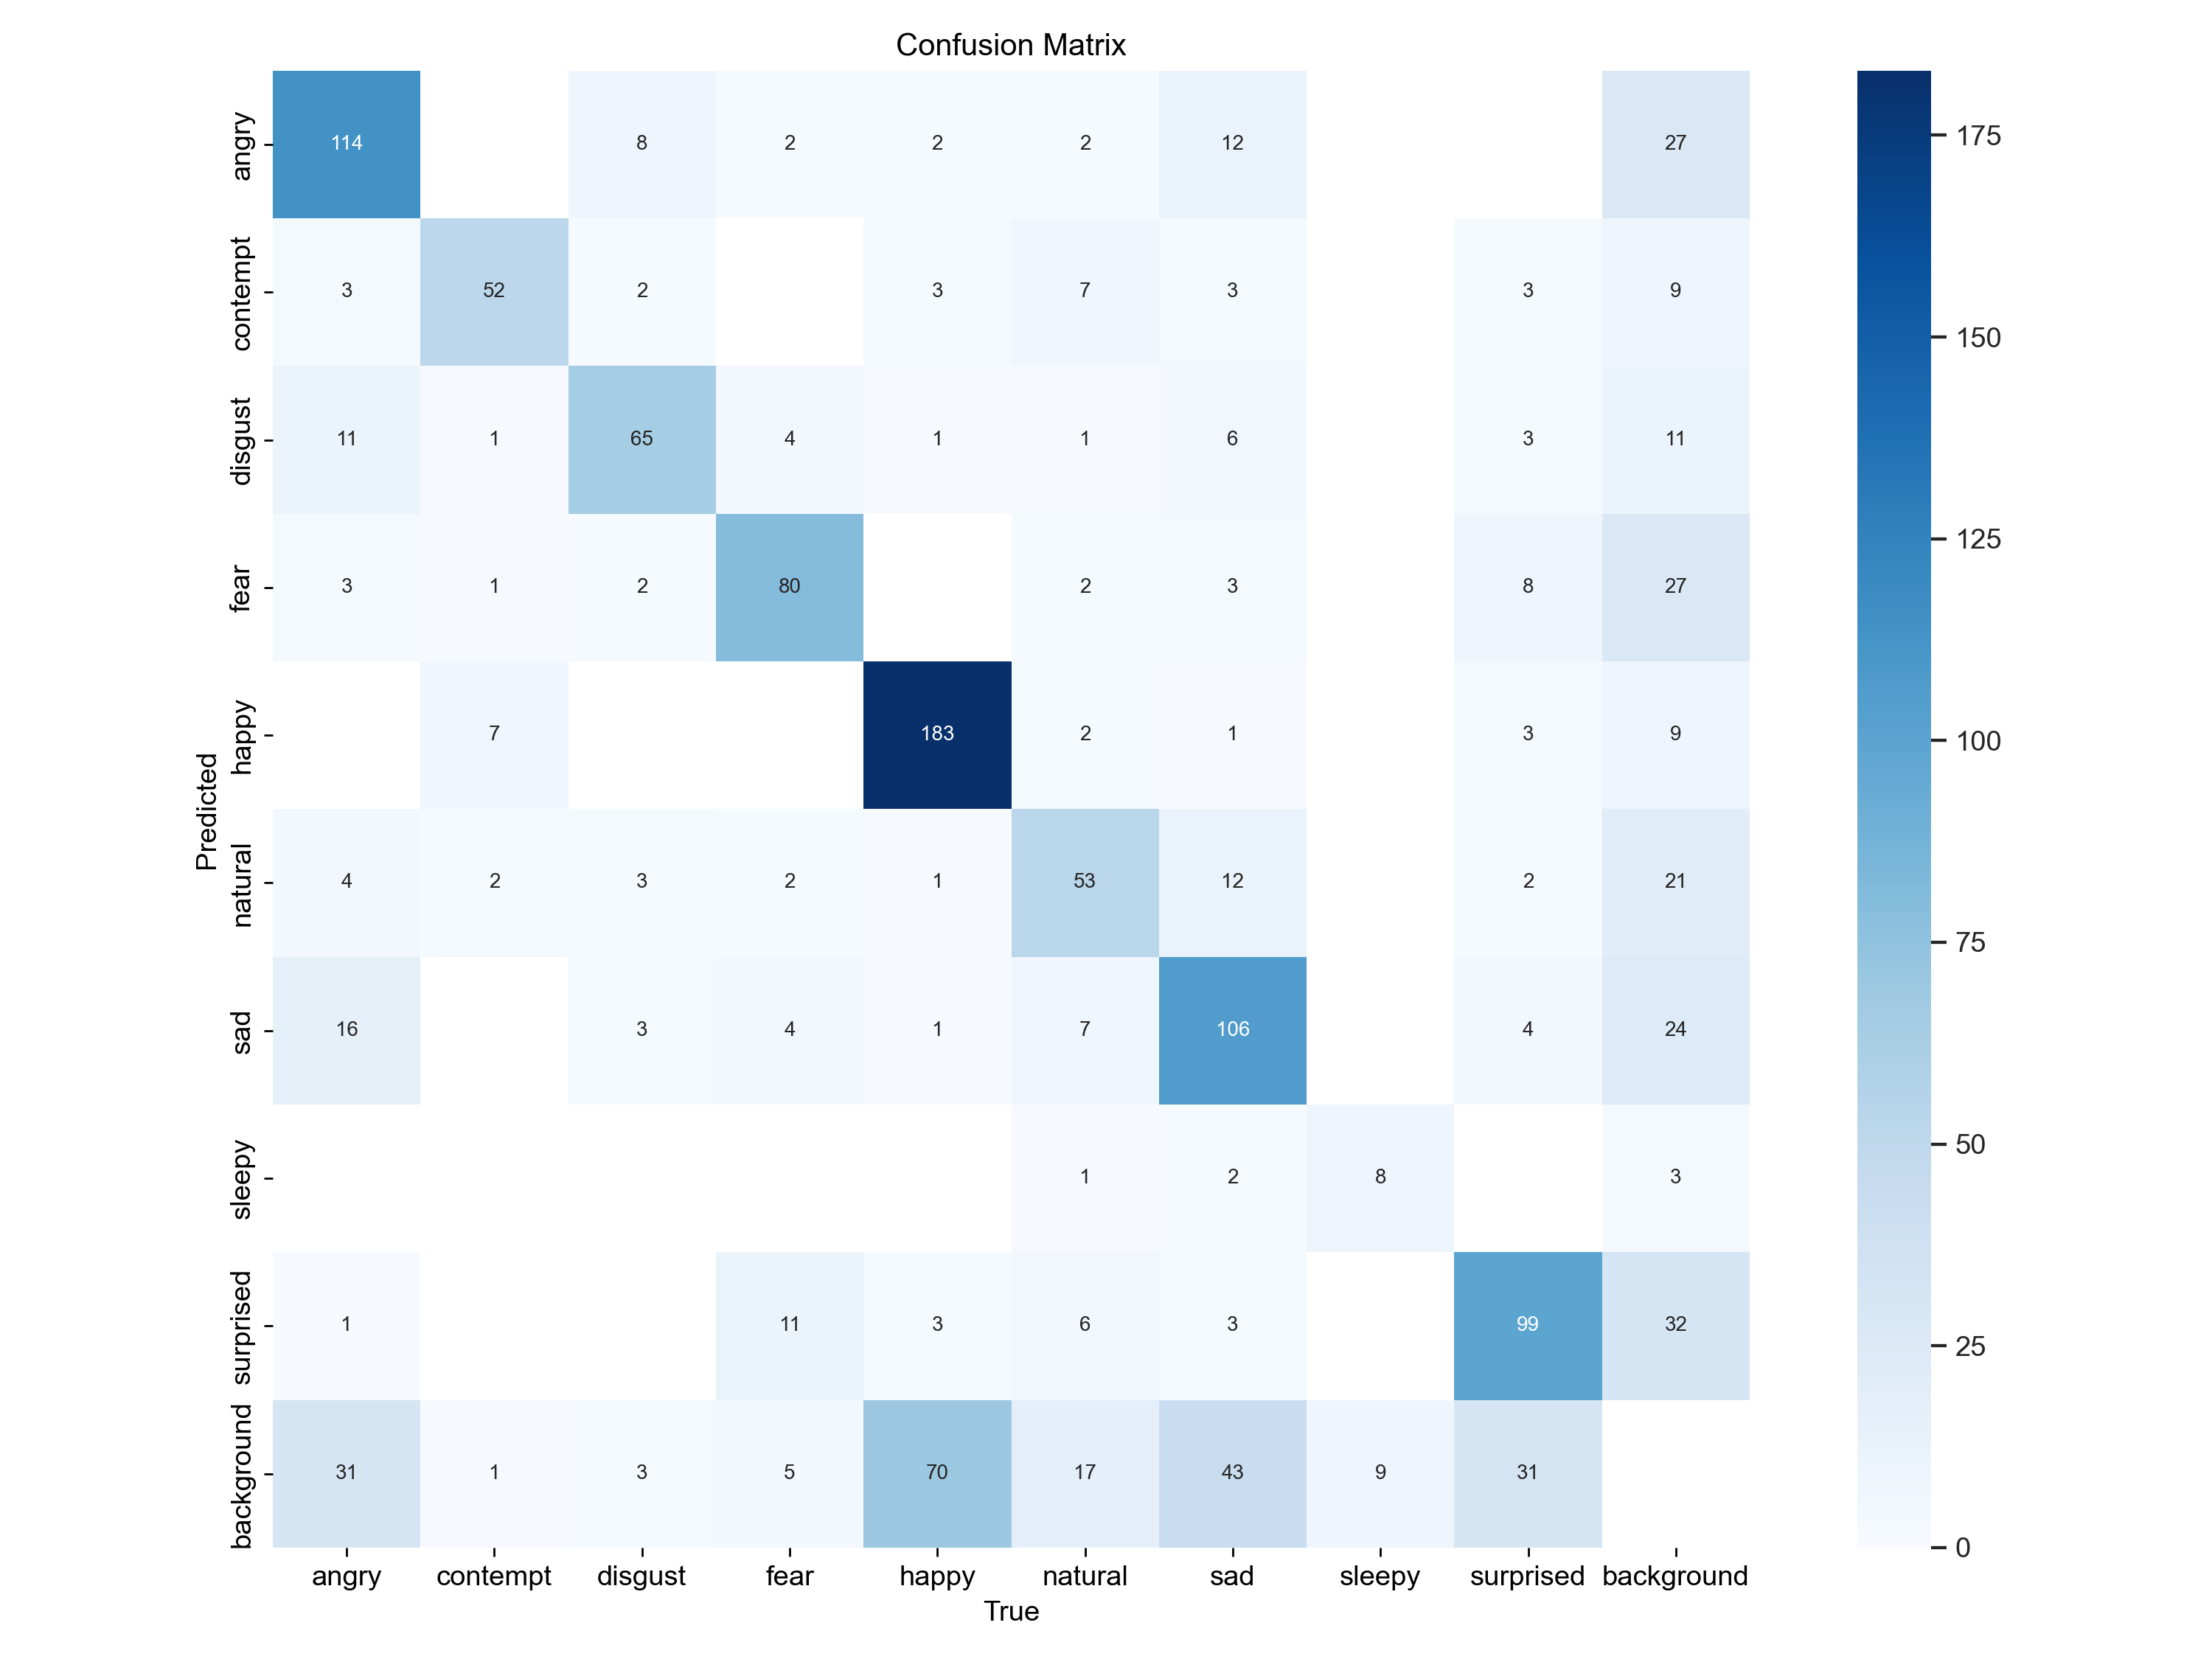 Confusion Matrix
angry 114 8 2 2 2 12 27
contempt 3 52 2 3 7 3 3 9
disgust 11 1 65 4 1 1 6 3 11
fear 3 1 2 80 2 3 8 27
happy 7 183 2 1 3 9
natural 4 2 3 2 1 53 12 2 21
sad 16 3 4 1 7 106 4 24
sleepy 1 2 8 3
surprised 1 11 3 6 3 99 32
background 31 1 3 5 70 17 43 9 31
Predicted
angry contempt disgust fear happy natural sad sleepy surprised background
True
175
150
125
100
75
50
25
0